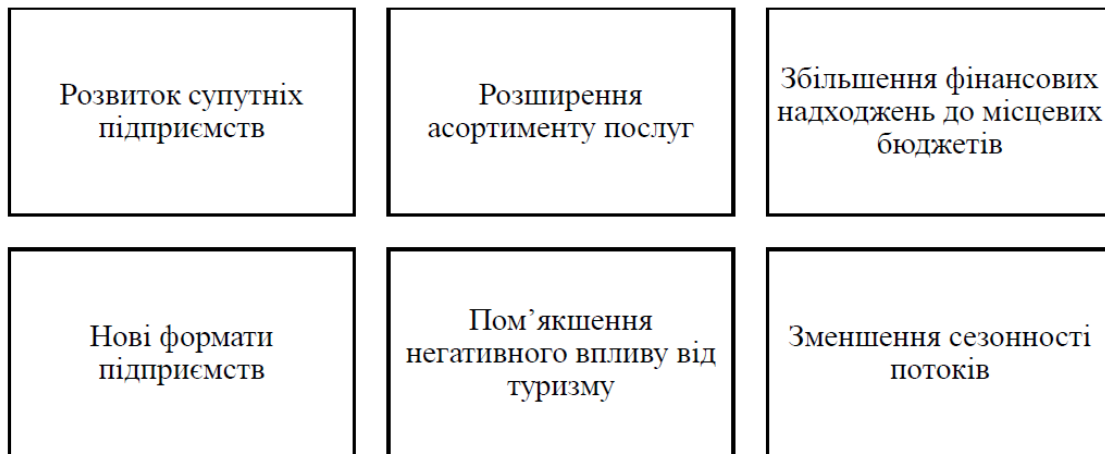 Розвиток супутніх
підприємств
Розширення
асортименту послуг
Збільшення фінансових
надходжень до місцевих
бюджетів
Нові формати
підприємств
Пом’якшення
негативного впливу від
туризму
Зменшення сезонності
потоків